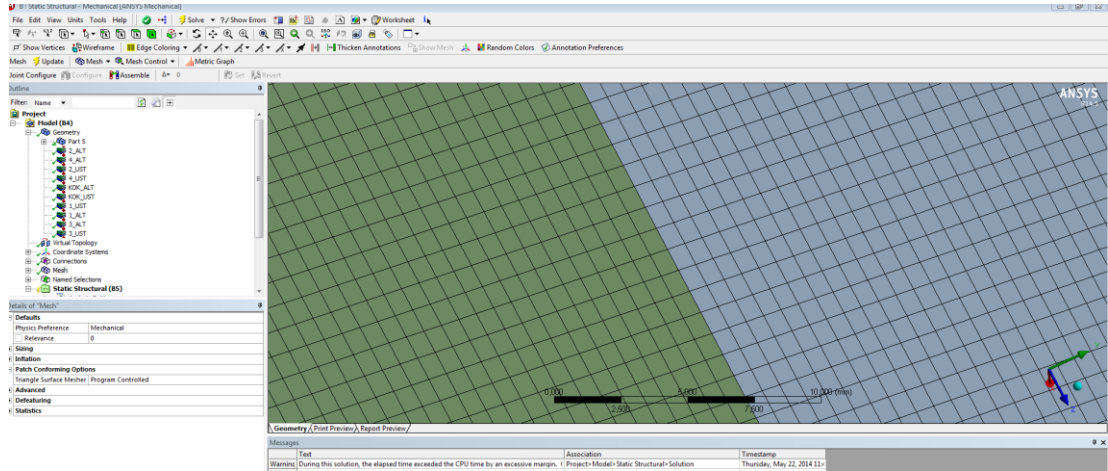 B : Static Structural - Mechanical [ANSYS Mechanical]
File Edit View Units Tools Help Solve ?/ Show Errors Worksheet
Show Vertices Wireframe Edge Coloring Thicken Annotations Show Mesh Random Colors Annotation Preferences
Mesh Update Mesh Mesh Control Metric Graph
Joint Configure Configure Assemble Δ= 0 Set Revert
Outline
Filter: Name
Project
Model (B4)
Geometry
Part 5
2_ALT
4_ALT
2_UST
4_UST
KOK_ALT
KOK_UST
1_UST
1_ALT
3_ALT
3_UST
Virtual Topology
Coordinate Systems
Connections
Mesh
Named Selections
Static Structural (B5)
Details of "Mesh"
Defaults
Physics Preference Mechanical
Relevance 0
Sizing
Inflation
Patch Conforming Options
Triangle Surface Mesher Program Controlled
Advanced
Defeaturing
Statistics
ANSYS
0,000 5,000 10,000 (mm)
2,500 7,500
Z
Geometry Print Preview Report Preview
Messages
Text Association Timestamp
Warning During this solution, the elapsed time exceeded the CPU time by an excessive margin. Project>Model>Static Structural>Solution Thursday, May 22, 2014 11: